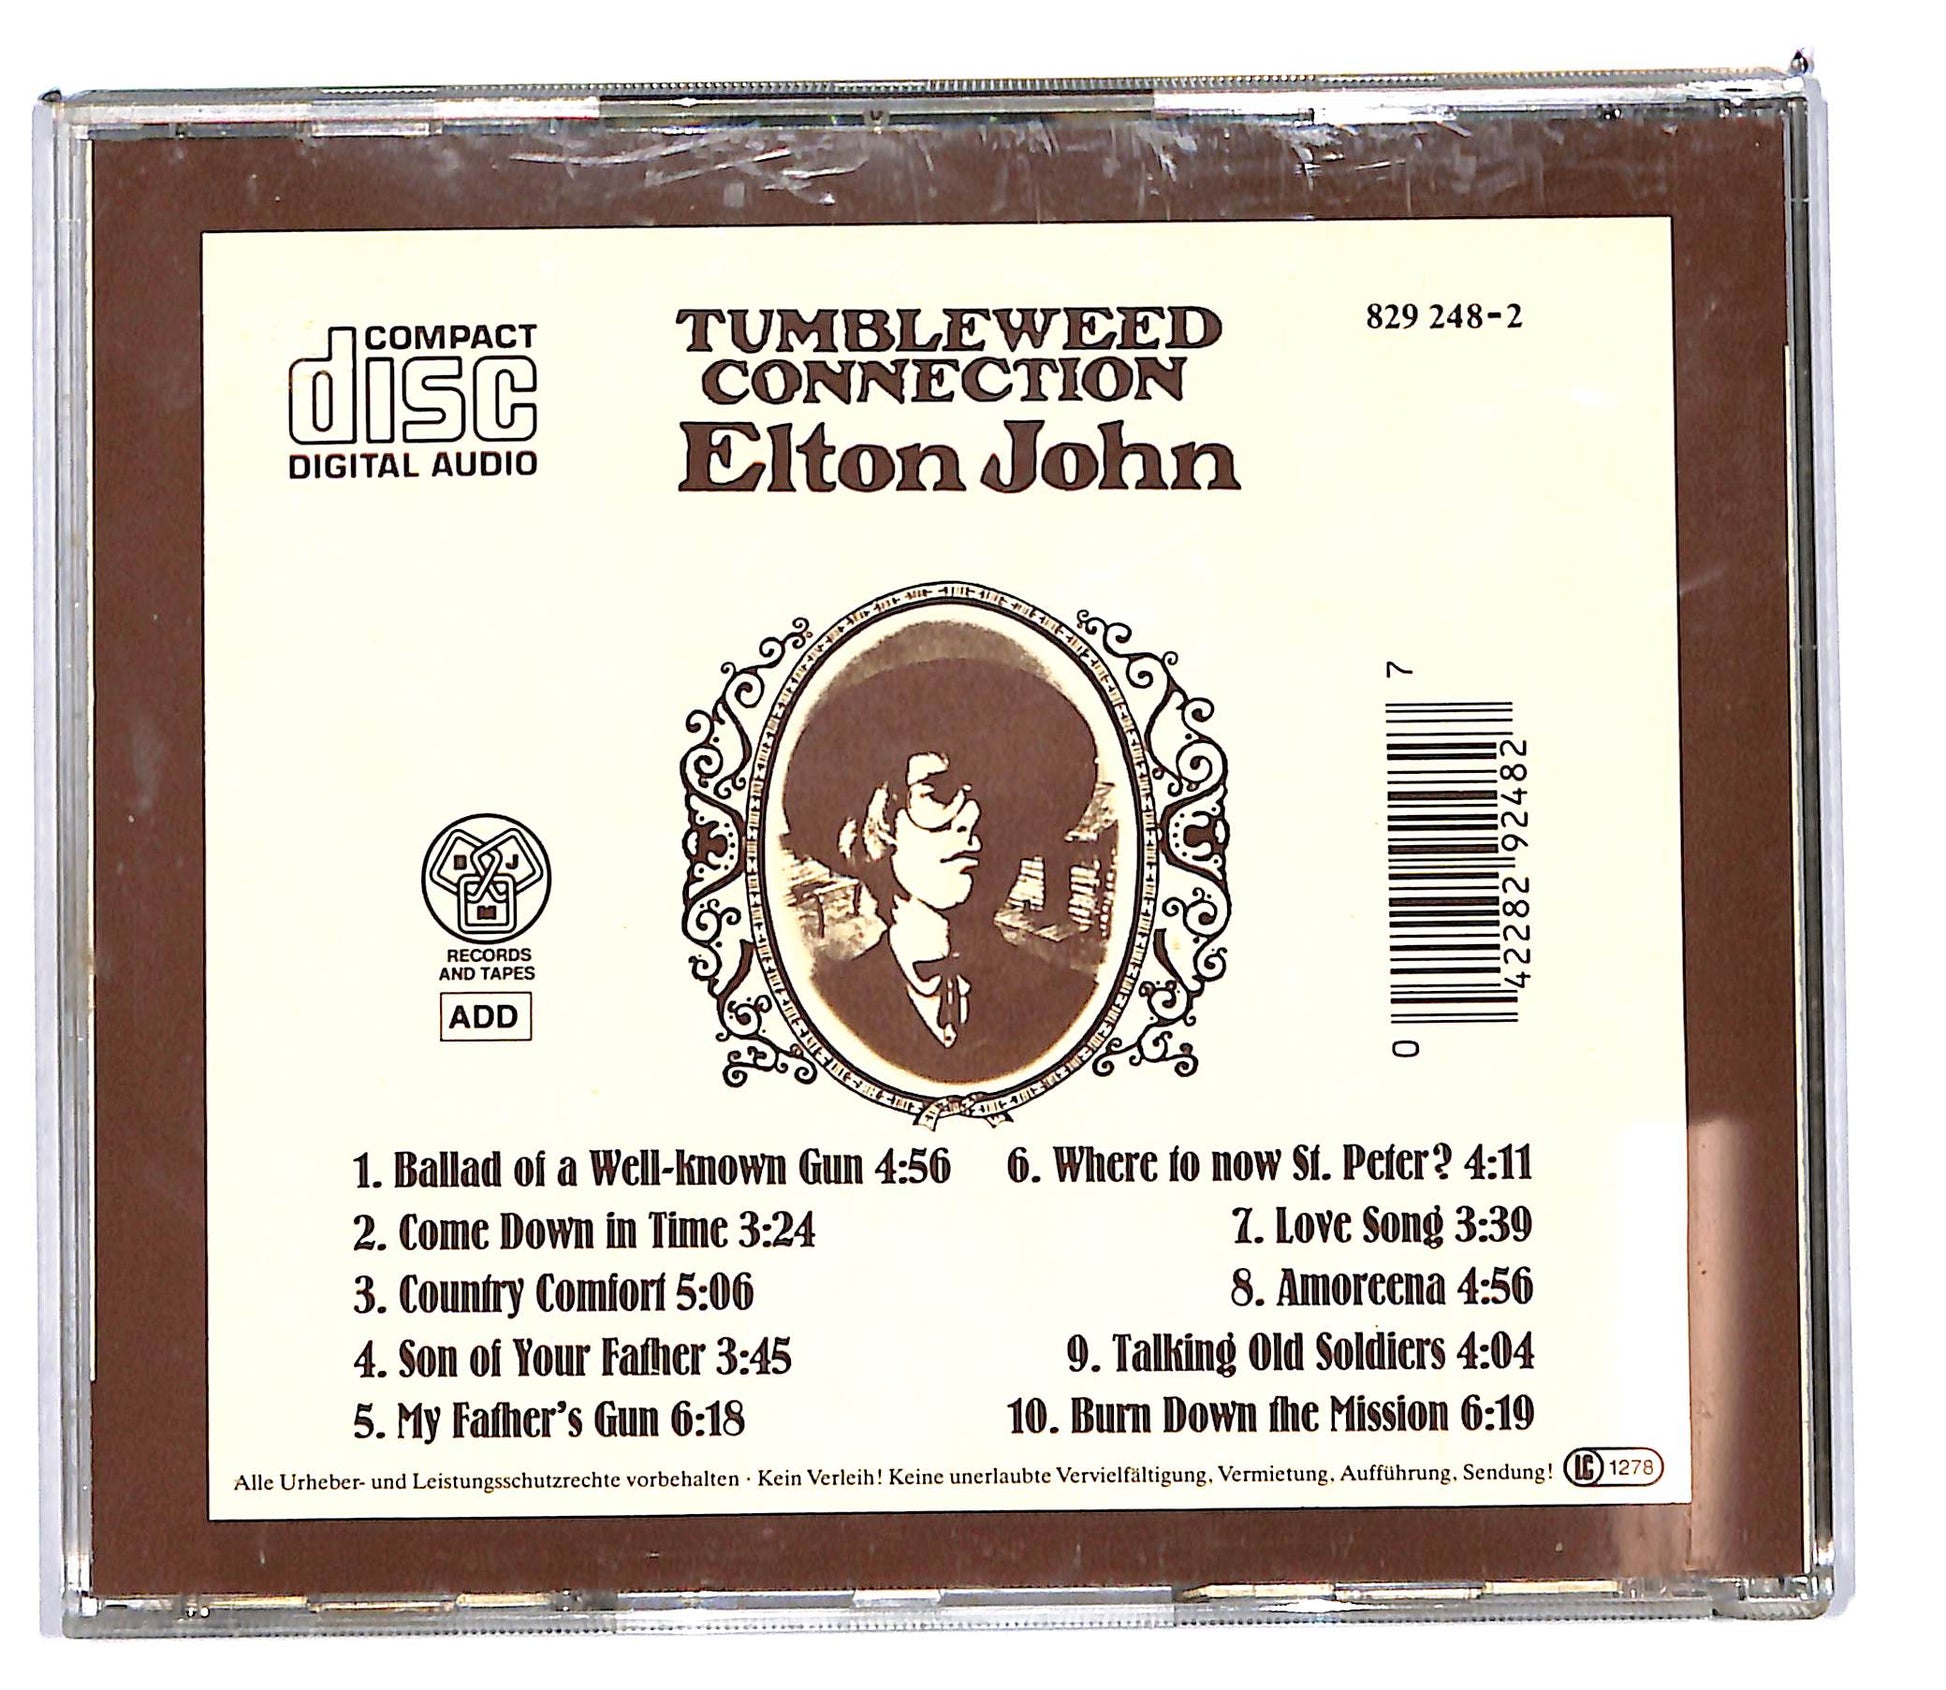 COMPACT
disc
DIGITAL AUDIO
TUMBLEWEED
CONNECTION
Elton John
829 248-2
D J
M
RECORDS
AND TAPES
ADD
0 42282 92482 7
1. Ballad of a Well-known Gun 4:56
2. Come Down in Time 3:24
3. Country Comfort 5:06
4. Son of Your Father 3:45
5. My Father's Gun 6:18
6. Where to now St. Peter? 4:11
7. Love Song 3:39
8. Amoreena 4:56
9. Talking Old Soldiers 4:04
10. Burn Down the Mission 6:19
Alle Urheber- und Leistungsschutzrechte vorbehalten · Kein Verleih! Keine unerlaubte Vervielfältigung, Vermietung, Aufführung, Sendung!
LC 1278